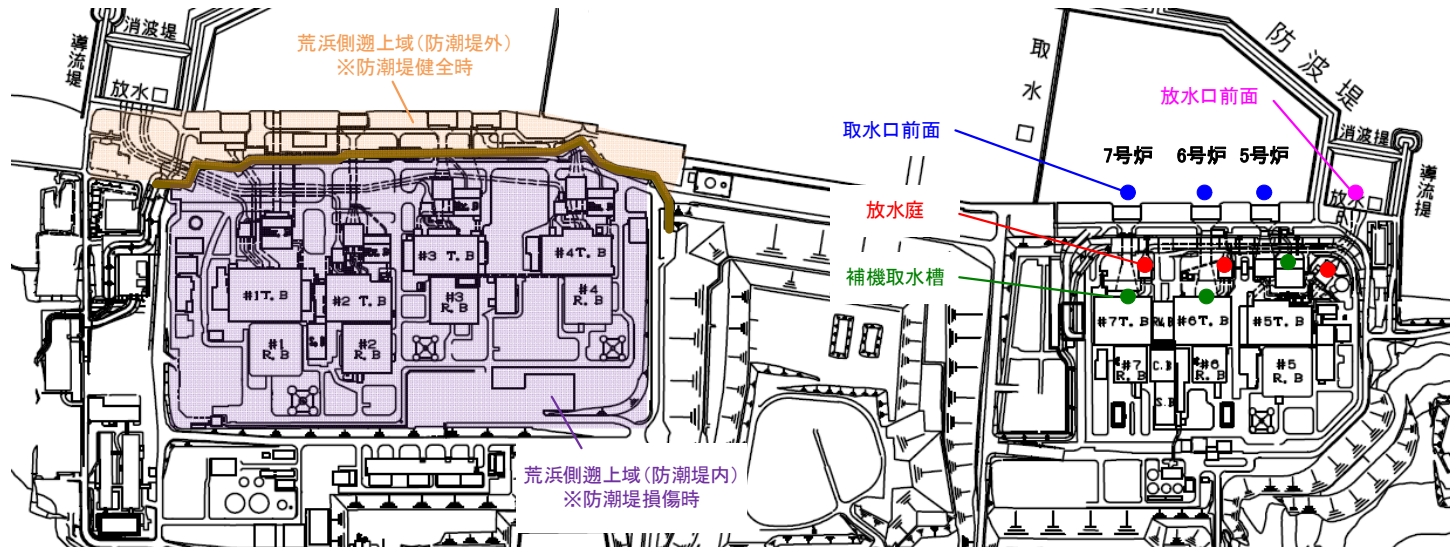 消波堤
導流堤
放水口
荒浜側遡上域(防潮堤外)
※防潮堤健全時
取水
防波堤
放水口前面
取水口前面
消波堤
7号炉
6号炉
5号炉
導流堤
放水
放水庭
補機取水槽
#1T.B
#2 T.B
#3 T.B
#4T.B
#1
R.B
#2
R.B
#3
R.B
#4
R.B
S.B
#7T.B
#6T.B
#5T.B
#7
R.B
C.B
S.B
#6
R.B
#5
R.B
荒浜側遡上域(防潮堤内)
※防潮堤損傷時